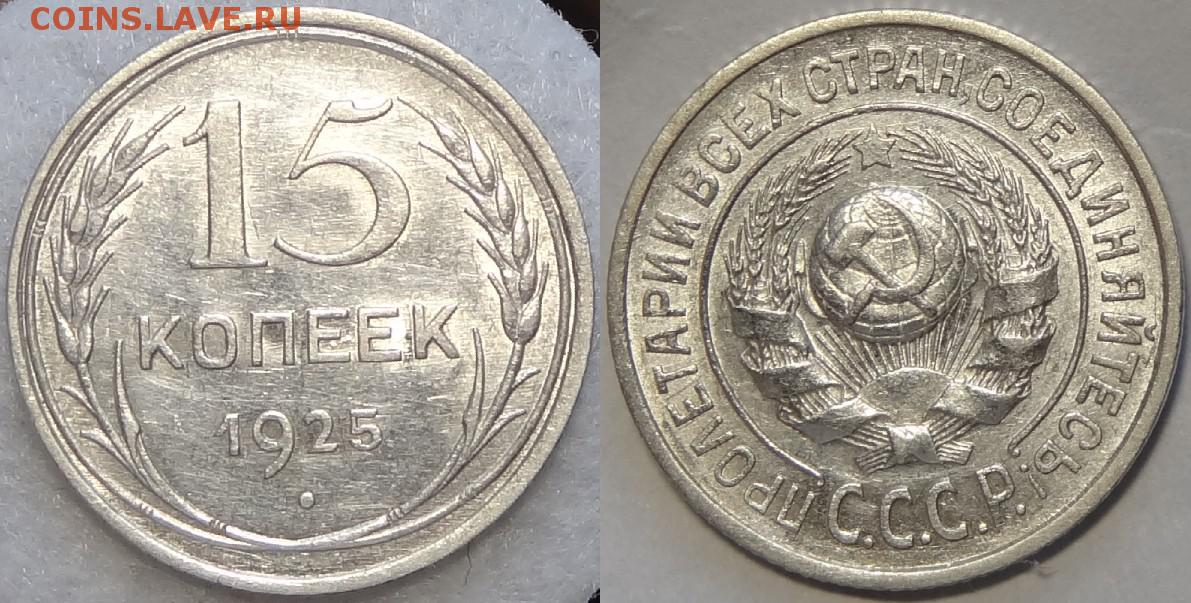 COINS.LAVE.RU
15
КОПЕЕК
1925
ПРОЛЕТАРИИ ВСЕХ СТРАН, СОЕДИНЯЙТЕСЬ!
С.С.С.Р.